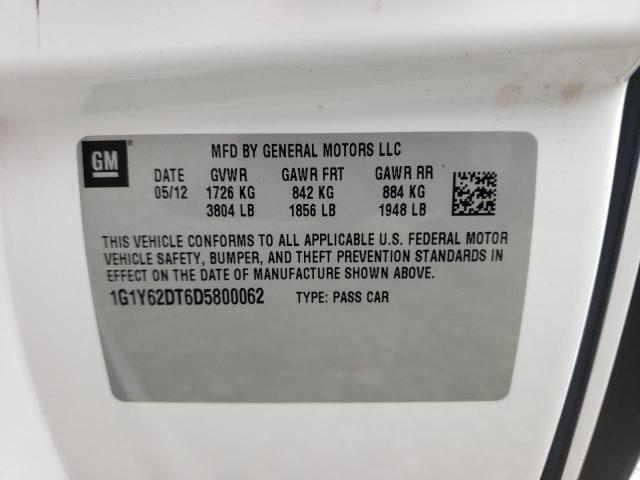 GM ®
MFD BY GENERAL MOTORS LLC
DATE GVWR GAWR FRT GAWR RR
05/12 1726 KG 842 KG 884 KG
3804 LB 1856 LB 1948 LB
THIS VEHICLE CONFORMS TO ALL APPLICABLE U.S. FEDERAL MOTOR
VEHICLE SAFETY, BUMPER, AND THEFT PREVENTION STANDARDS IN
EFFECT ON THE DATE OF MANUFACTURE SHOWN ABOVE.
1G1Y62DT6D5800062 TYPE: PASS CAR